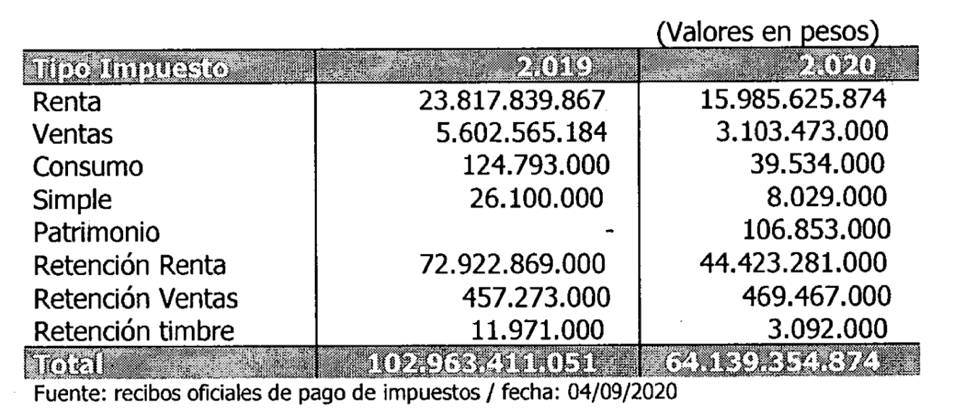 (Valores en pesos)
Tipo Impuesto 2.019 2.020
Renta 23.817.839.867 15.985.625.874
Ventas 5.602.565.184 3.103.473.000
Consumo 124.793.000 39.534.000
Simple 26.100.000 8.029.000
Patrimonio - 106.853.000
Retención Renta 72.922.869.000 44.423.281.000
Retención Ventas 457.273.000 469.467.000
Retención timbre 11.971.000 3.092.000
Total 102.963.411.051 64.139.354.874
Fuente: recibos oficiales de pago de impuestos / fecha: 04/09/2020